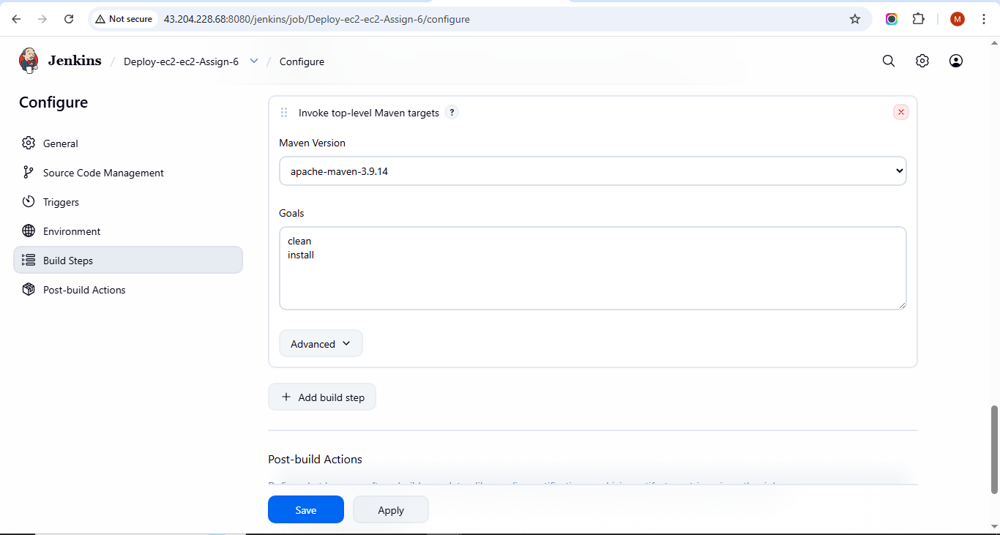 Not secure 43.204.228.68:8080/jenkins/job/Deploy-ec2-ec2-Assign-6/configure
M
Jenkins / Deploy-ec2-ec2-Assign-6 / Configure
Configure
General
Source Code Management
Triggers
Environment
Build Steps
Post-build Actions
Invoke top-level Maven targets ?
Maven Version
apache-maven-3.9.14
Goals
clean
install
Advanced
+ Add build step
Post-build Actions
Save Apply